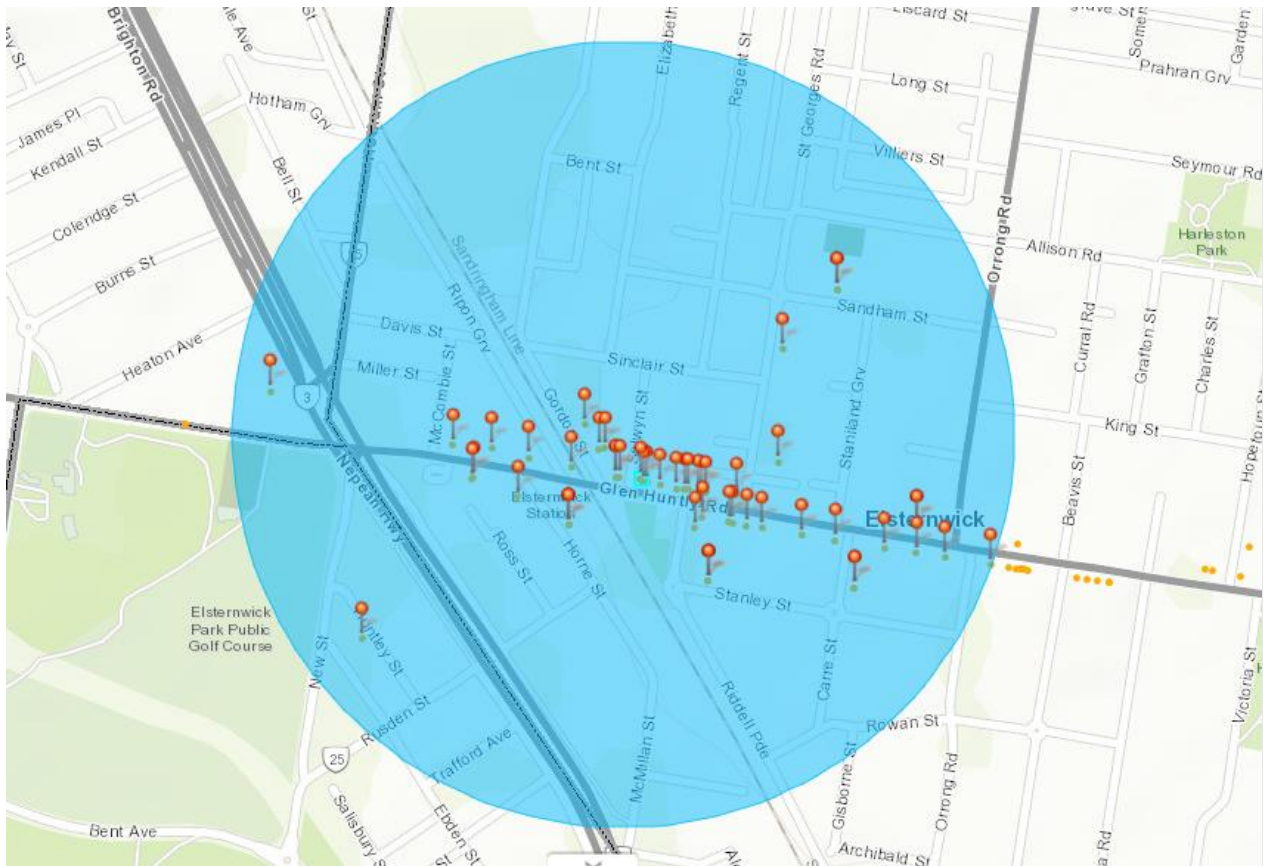 Brighton Rd
Hotham Grv
James Pl
Kendall St
Bell St
Coleridge St
Burns St
Heaton Ave
Elizabeth
Regent St
St Georges Rd
Liscard St
Long St
Prahran Grv
Villiers St
Seymour Rd
Bent St
Orrong Rd
Allison Rd
Harleston
Park
Sandringham Line
Ripon Grv
Sandham St
Davis St
Miller St
McCombie St
Sinclair St
3
Staniland Grv
Curral Rd
Grafton St
Charles St
King St
Nepean Hwy
Elsternwick
Station
Glen Huntly Rd
Elsternwick
Beavis St
Ross St
Horne St
Stanley St
Elsternwick
Park Public
Golf Course
New St
Carre St
Riddell Pde
Victoria St
Rusden St
Rowan St
25
Trafford Ave
McMillan St
Gisborne St
Orrong Rd
Bent Ave
Ebden St
Archibald St